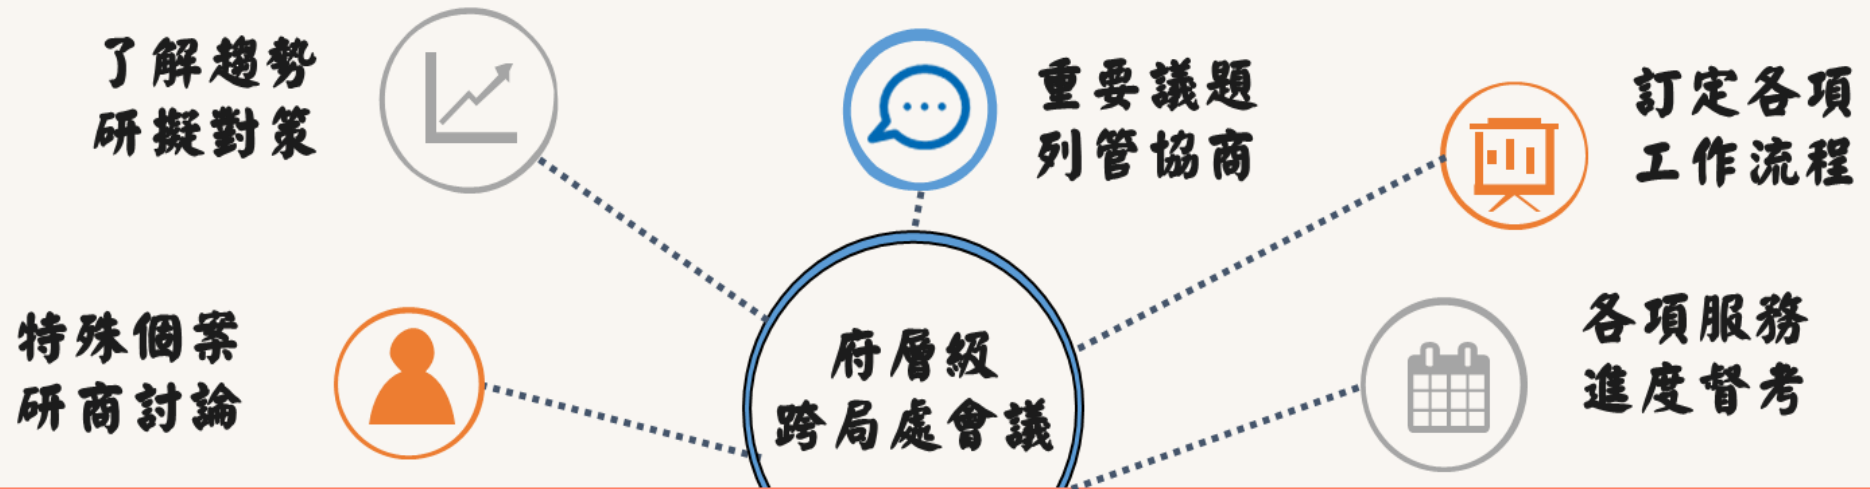 了解趨勢
研擬對策
重要議題
列管協商
訂定各項
工作流程
特殊個案
研商討論
府層級
跨局處會議
各項服務
進度督考